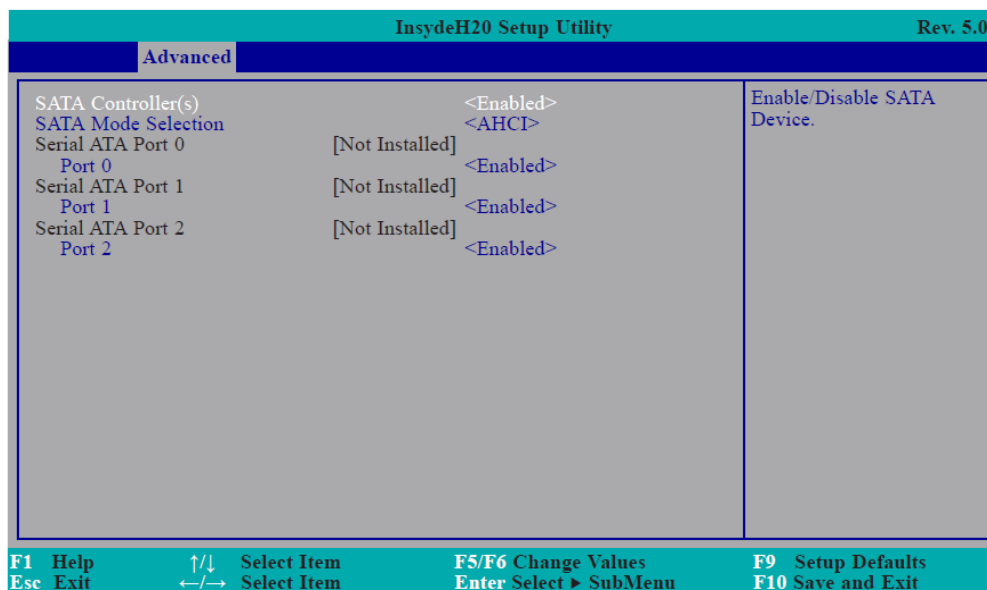 InsydeH20 Setup Utility Rev. 5.0
Advanced
SATA Controller(s) <Enabled>
SATA Mode Selection <AHCI>
Serial ATA Port 0 [Not Installed]
Port 0 <Enabled>
Serial ATA Port 1 [Not Installed]
Port 1 <Enabled>
Serial ATA Port 2 [Not Installed]
Port 2 <Enabled>
Enable/Disable SATA
Device.
F1 Help ↑/↓ Select Item F5/F6 Change Values F9 Setup Defaults
Esc Exit ←/→ Select Item Enter Select ▶ SubMenu F10 Save and Exit